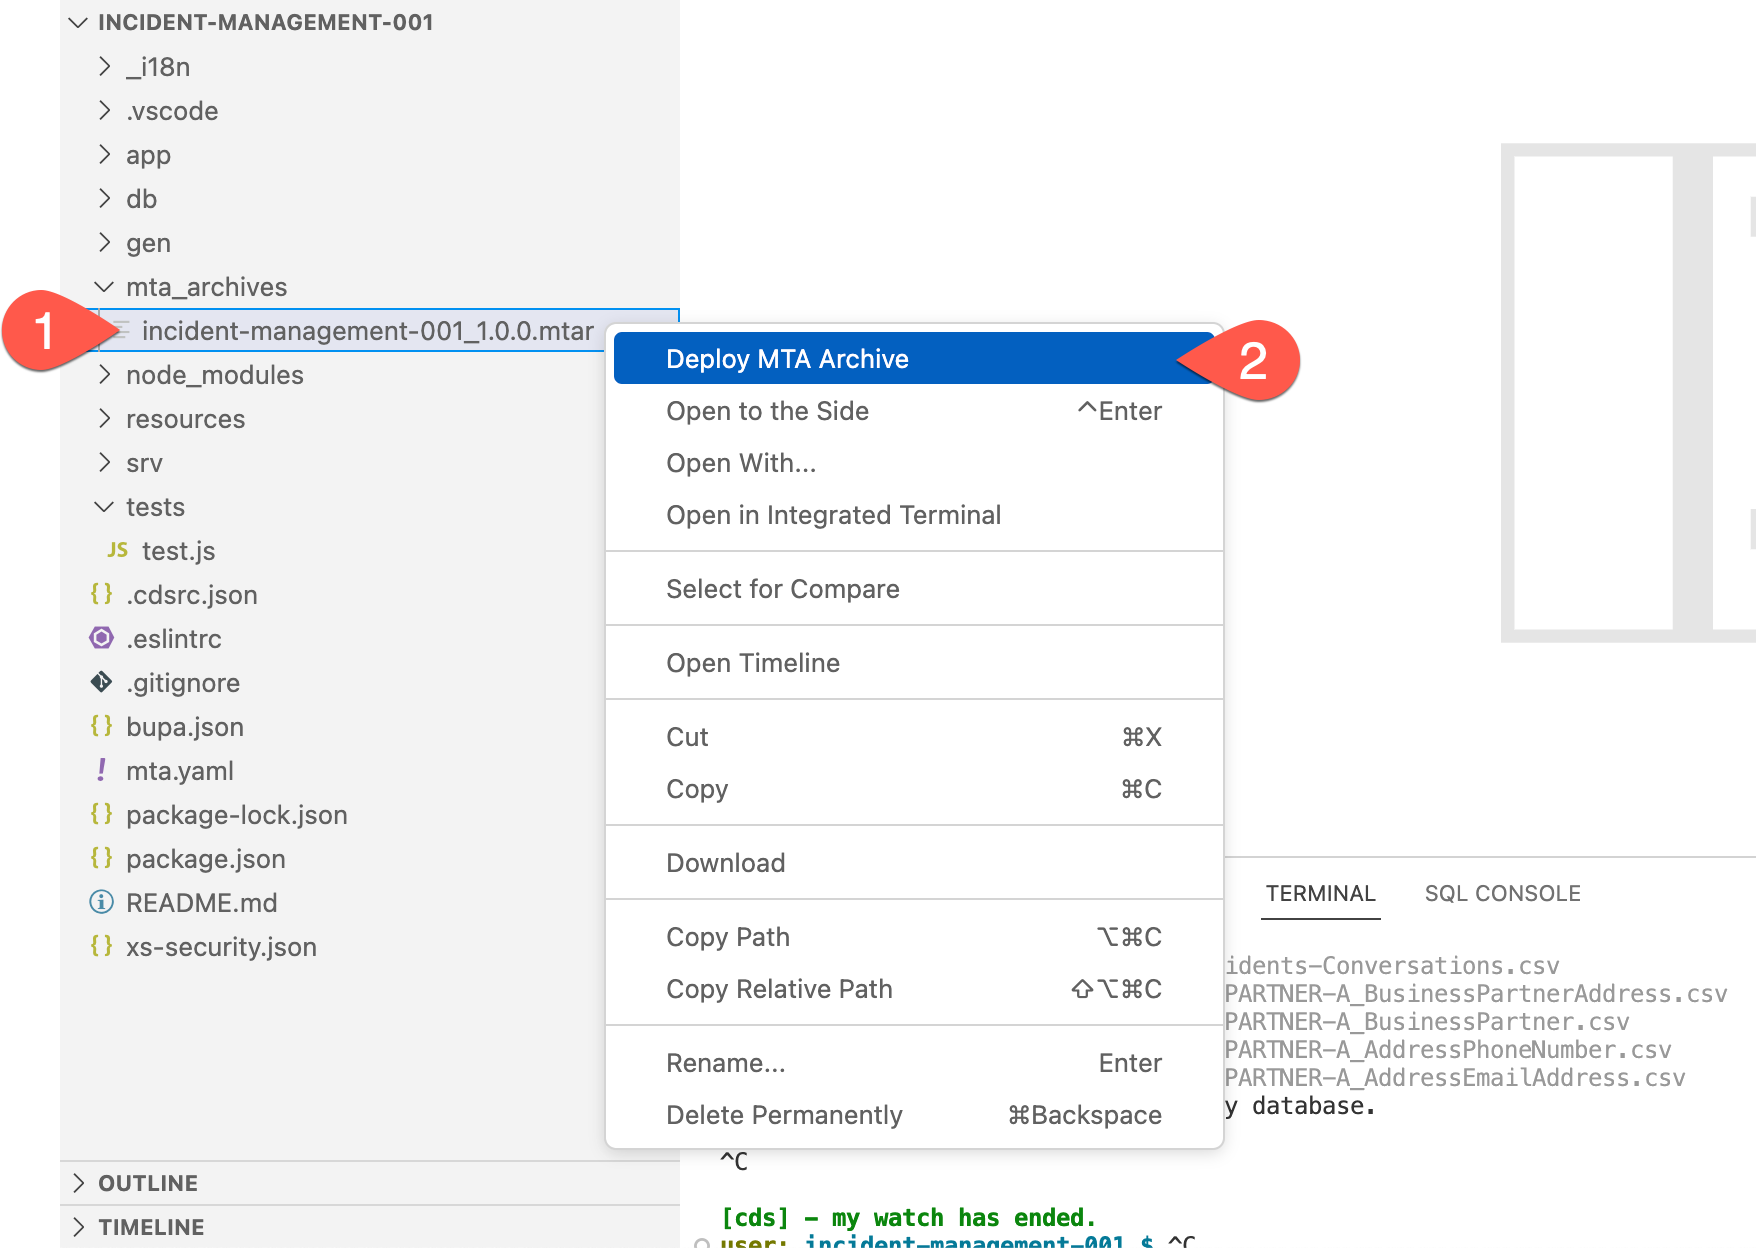 INCIDENT-MANAGEMENT-001
_i18n
.vscode
app
db
gen
mta_archives
1
incident-management-001_1.0.0.mtar
node_modules
resources
srv
tests
JS test.js
{} .cdsrc.json
.eslintrc
.gitignore
{} bupa.json
! mta.yaml
{} package-lock.json
{} package.json
README.md
{} xs-security.json
OUTLINE
TIMELINE
Deploy MTA Archive
2
Open to the Side ^Enter
Open With...
Open in Integrated Terminal
Select for Compare
Open Timeline
Cut ⌘X
Copy ⌘C
Download
Copy Path ⌥⌘C
Copy Relative Path ⇧⌥⌘C
Rename... Enter
Delete Permanently ⌘Backspace
TERMINAL SQL CONSOLE
idents-Conversations.csv
PARTNER-A_BusinessPartnerAddress.csv
PARTNER-A_BusinessPartner.csv
PARTNER-A_AddressPhoneNumber.csv
PARTNER-A_AddressEmailAddress.csv
y database.
^C
[cds] - my watch has ended.
user: incident-management-001 $ ^C